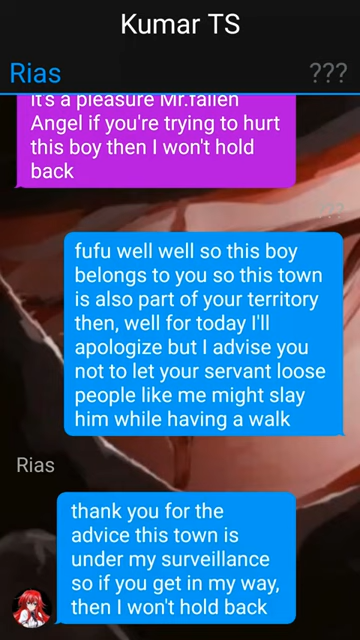 Kumar TS
Rias
???
it's a pleasure Mr.fallen
Angel if you're trying to hurt
this boy then I won't hold
back
???
fufu well well so this boy
belongs to you so this town
is also part of your territory
then, well for today I'll
apologize but I advise you
not to let your servant loose
people like me might slay
him while having a walk
Rias
thank you for the
advice this town is
under my surveillance
so if you get in my way,
then I won't hold back